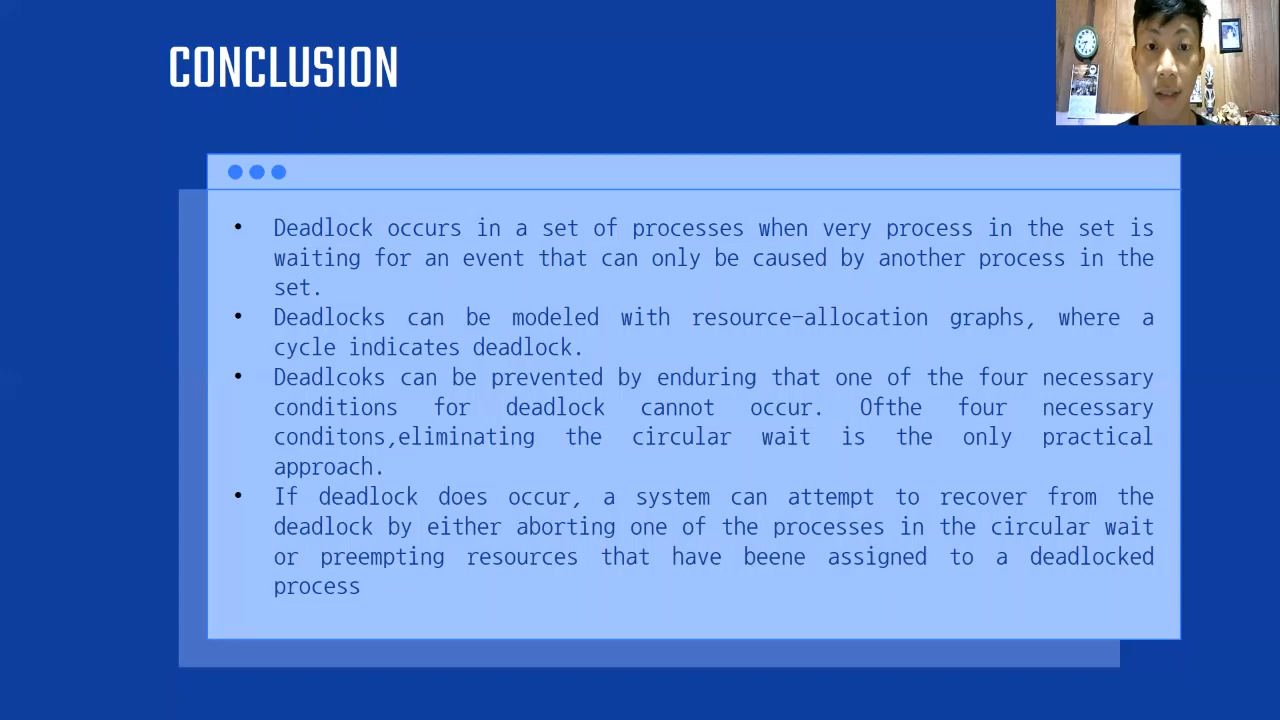 CONCLUSION
• Deadlock occurs in a set of processes when very process in the set is
waiting for an event that can only be caused by another process in the
set.
• Deadlocks can be modeled with resource-allocation graphs, where a
cycle indicates deadlock.
• Deadlcoks can be prevented by enduring that one of the four necessary
conditions for deadlock cannot occur. Ofthe four necessary
conditons,eliminating the circular wait is the only practical
approach.
• If deadlock does occur, a system can attempt to recover from the
deadlock by either aborting one of the processes in the circular wait
or preempting resources that have beene assigned to a deadlocked
process